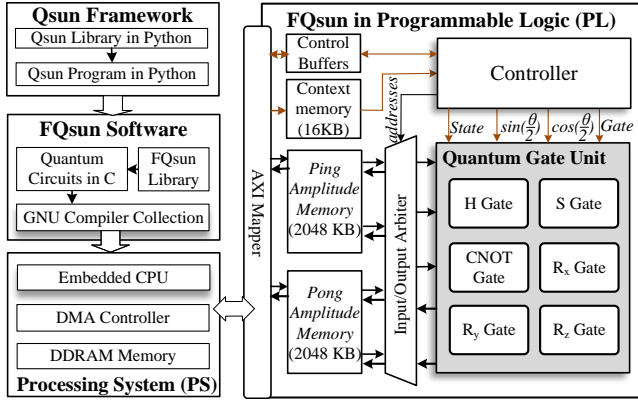 Qsun Framework
Qsun Library in Python
Qsun Program in Python
FQsun Software
Quantum
Circuits in C
FQsun
Library
GNU Compiler Collection
Embedded CPU
DMA Controller
DDRAM Memory
Processing System (PS)
AXI Mapper
FQsun in Programmable Logic (PL)
Control
Buffers
Context
memory
(16KB)
Controller
addresses
State
sin(θ/2)
cos(θ/2)
Gate
Ping
Amplitude
Memory
(2048 KB)
Pong
Amplitude
Memory
(2048 KB)
Input/Output Arbiter
Quantum Gate Unit
H Gate
S Gate
CNOT
Gate
Rx Gate
Ry Gate
Rz Gate